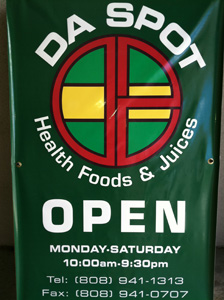 DA SPOT
Health Foods & Juices
OPEN
MONDAY-SATURDAY
10:00am-9:30pm
Tel: (808) 941-1313
Fax: (808) 941-0707